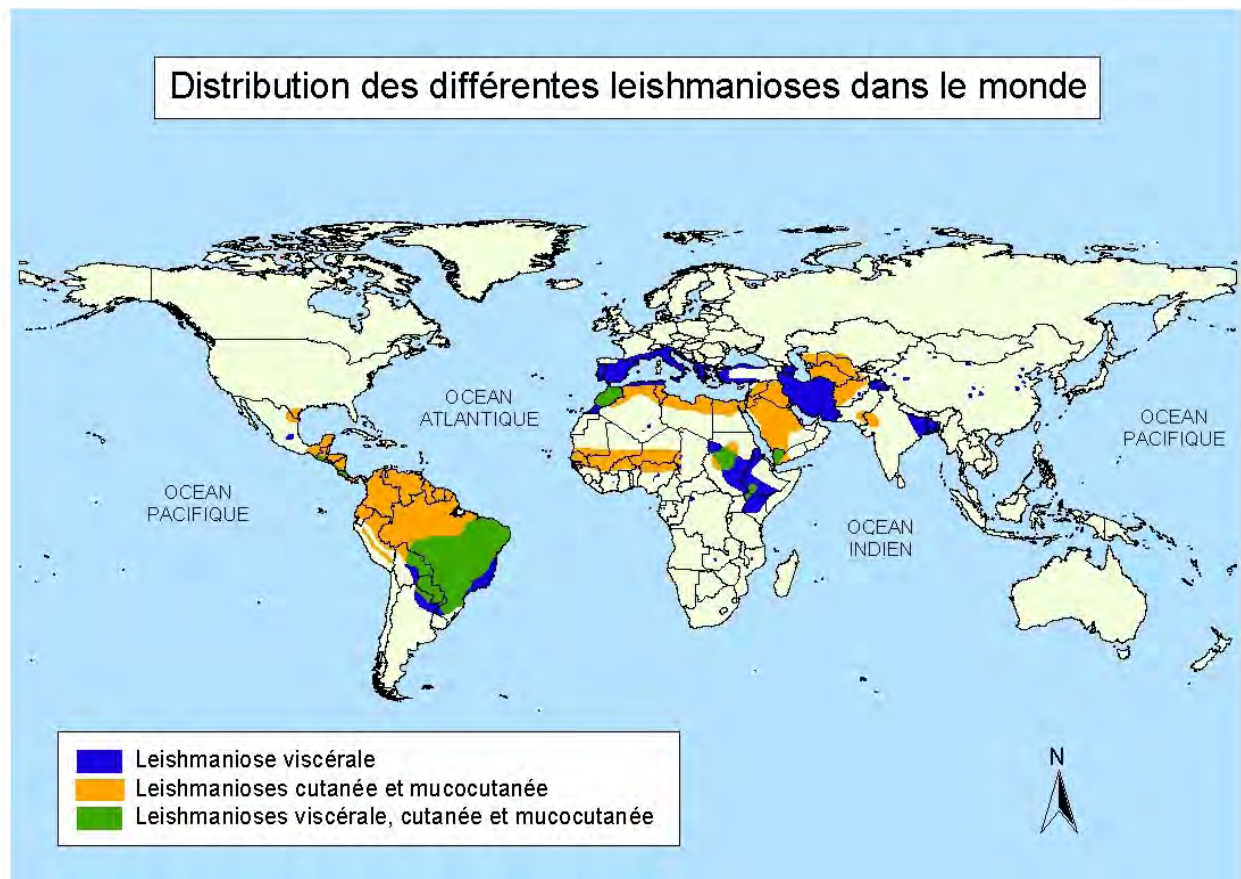 Distribution des différentes leishmanioses dans le monde
OCEAN
ATLANTIQUE
OCEAN
PACIFIQUE
OCEAN
PACIFIQUE
OCEAN
INDIEN
Leishmaniose viscérale
Leishmanioses cutanée et mucocutanée
Leishmanioses viscérale, cutanée et mucocutanée
N